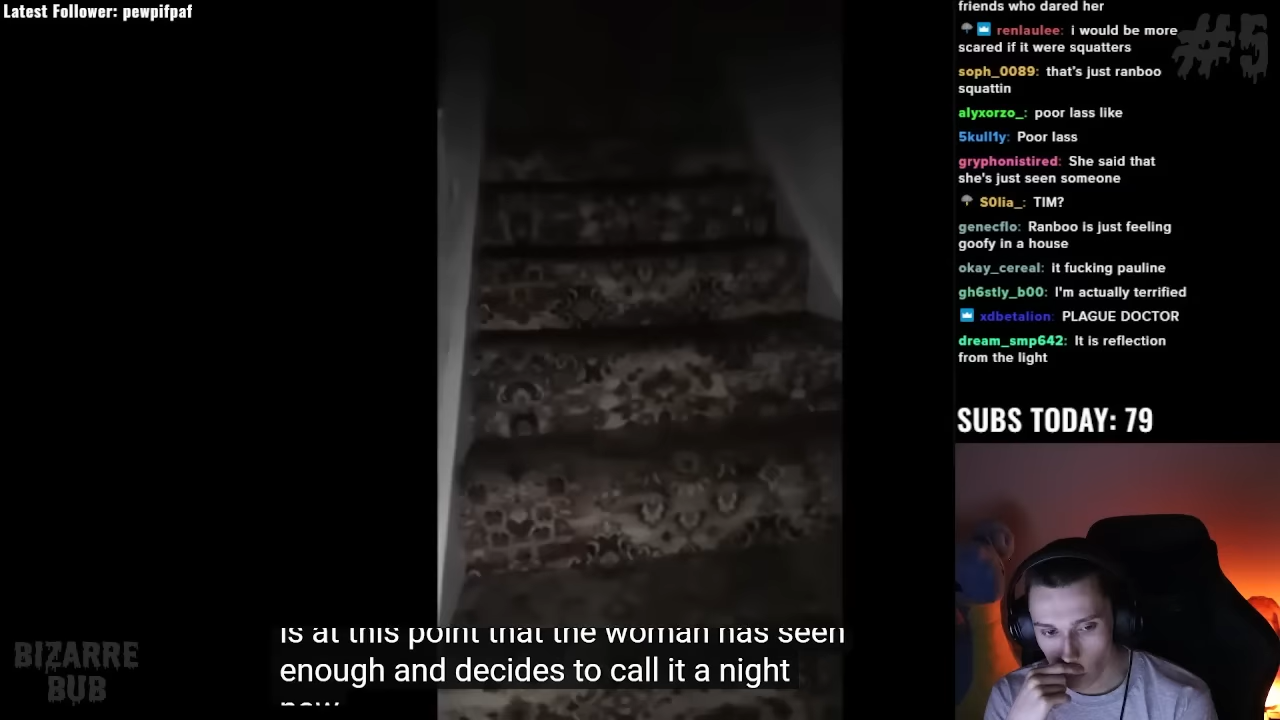 Latest Follower: pewpifpaf
friends who dared her
renlaulee: i would be more
scared if it were squatters
soph_0089: that's just ranboo
squattin
alyxorzo_: poor lass like
5kull1y: Poor lass
gryphonistired: She said that
she's just seen someone
S0lia_: TIM?
genecflo: Ranboo is just feeling
goofy in a house
okay_cereal: it fucking pauline
gh6stly_b00: I'm actually terrified
xdbetalion: PLAGUE DOCTOR
dream_smp642: It is reflection
from the light
#5
SUBS TODAY: 79
is at this point that the woman has seen
enough and decides to call it a night
now
BIZARRE
BUB